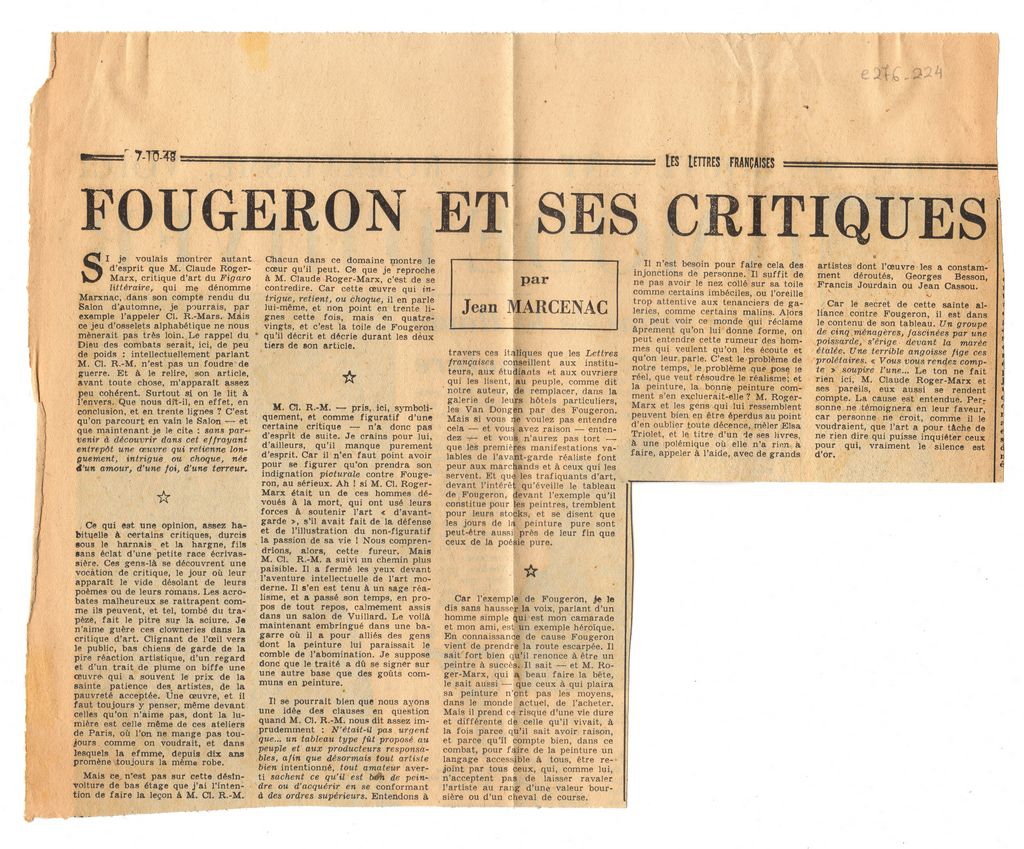 e276-224
7-10-48
LES LETTRES FRANÇAISES
FOUGERON ET SES CRITIQUES
par
Jean MARCENAC
SI je voulais montrer autant
d'esprit que M. Claude Roger-
Marx, critique d'art du Figaro
littéraire, qui me dénomme
Marxnac, dans son compte rendu du
Salon d'automne, je pourrais, par
exemple l'appeler Cl. R.-Mars. Mais
ce jeu d'osselets alphabétique ne nous
mènerait pas très loin. Le rappel du
Dieu des combats serait, ici, de peu
de poids : intellectuellement parlant
M. Cl. R.-M. n'est pas un foudre de
guerre. Et à le relire, son article,
avant toute chose, m'apparaît assez
peu cohérent. Surtout si on le lit à
l'envers. Que nous dit-il, en effet, en
conclusion, et en trente lignes ? C'est
qu'on parcourt en vain le Salon — et
que maintenant je le cite : sans par-
venir à découvrir dans cet effrayant
entrepôt une œuvre qui retienne lon-
guement, intrigue ou choque, née
d'un amour, d'une foi, d'une terreur.
☆
Ce qui est une opinion, assez ha-
bituelle à certains critiques, durcis
sous le harnais et la hargne, fils
sans éclat d'une petite race écrivas-
sière. Ces gens-là se découvrent une
vocation de critique, le jour où leur
apparaît le vide désolant de leurs
poèmes ou de leurs romans. Les acro-
bates malheureux se rattrapent com-
me ils peuvent, et tel, tombé du tra-
pèze, fait le pitre sur la sciure. Je
n'aime guère ces clowneries dans la
critique d'art. Clignant de l'œil vers
le public, bas chiens de garde de la
pire réaction artistique, d'un regard
et d'un trait de plume on biffe une
œuvre qui a souvent le prix de la
sainte patience des artistes, de la
pauvreté acceptée. Une œuvre, et il
faut toujours y penser, même devant
celles qu'on n'aime pas, dont la lu-
mière est celle même de ces ateliers
de Paris, où l'on ne mange pas tou-
jours comme on voudrait, et dans
lesquels la efmme, depuis dix ans
promène toujours la même robe.
Mais ce n'est pas sur cette désin-
volture de bas étage que j'ai l'inten-
tion de faire la leçon à M. Cl. R.-M.
Chacun dans ce domaine montre le
cœur qu'il peut. Ce que je reproche
à M. Claude Roger-Marx, c'est de se
contredire. Car cette œuvre qui in-
trigue, retient, ou choque, il en parle
lui-même, et non point en trente li-
gnes cette fois, mais en quatre-
vingts, et c'est la toile de Fougeron
qu'il décrit et décrie durant les deux
tiers de son article.
☆
M. Cl. R.-M. — pris, ici, symboli-
quement, et comme figuratif d'une
certaine critique — n'a donc pas
d'esprit de suite. Je crains pour lui,
d'ailleurs, qu'il manque purement
d'esprit. Car il n'en faut point avoir
pour se figurer qu'on prendra son
indignation picturale contre Fouge-
ron, au sérieux. Ah ! si M. Cl. Roger-
Marx était un de ces hommes dé-
voués à la mort, qui ont usé leurs
forces à soutenir l'art « d'avant-
garde », s'il avait fait de la défense
et de l'illustration du non-figuratif
la passion de sa vie ! Nous compren-
drions, alors, cette fureur. Mais
M. Cl. R.-M. a suivi un chemin plus
paisible. Il a fermé les yeux devant
l'aventure intellectuelle de l'art mo-
derne. Il s'en est tenu à un sage réa-
lisme, et a passé son temps, en pro-
pos de tout repos, calmement assis
dans un salon de Vuillard. Le voilà
maintenant embringué dans une ba-
garre où il a pour alliés des gens
dont la peinture lui paraissait le
comble de l'abomination. Je suppose
donc que le traité a dû se signer sur
une autre base que des goûts com-
muns en peinture.
Il se pourrait bien que nous ayons
une idée des clauses en question
quand M. Cl. R.-M. nous dit assez im-
prudemment : N'était-il pas urgent
que... un tableau type fût proposé au
peuple et aux producteurs responsa-
bles, afin que désormais tout artiste
bien intentionné, tout amateur aver-
ti sachent ce qu'il est bon de pein-
dre ou d'acquérir en se conformant
à des ordres supérieurs. Entendons à
travers ces italiques que les Lettres
françaises conseillent aux institu-
teurs, aux étudiants et aux ouvriers
qui les lisent, au peuple, comme dit
notre auteur, de remplacer, dans la
galerie de leurs hôtels particuliers,
les Van Dongen par des Fougeron.
Mais si vous ne voulez pas entendre
cela — et vous avez raison — enten-
dez — et vous n'aurez pas tort —
que les premières manifestations va-
lables de l'avant-garde réaliste font
peur aux marchands et à ceux qui les
servent. Et que les trafiquants d'art,
devant l'intérêt qu'éveille le tableau
de Fougeron, devant l'exemple qu'il
constitue pour les peintres, tremblent
pour leurs stocks, et se disent que
les jours de la peinture pure sont
peut-être aussi près de leur fin que
ceux de la poésie pure.
☆
Car l'exemple de Fougeron, je le
dis sans hausser la voix, parlant d'un
homme simple qui est mon camarade
et mon ami, est un exemple héroïque.
En connaissance de cause Fougeron
vient de prendre la route escarpée. Il
sait fort bien qu'il renonce à être un
peintre à succès. Il sait — et M. Ro-
ger-Marx, qui a beau faire la bête,
le sait aussi — que ceux à qui plaira
sa peinture n'ont pas les moyens,
dans le monde actuel, de l'acheter.
Mais il prend ce risque d'une vie dure
et différente de celle qu'il vivait, à
la fois parce qu'il sait avoir raison,
et parce qu'il compte bien, dans ce
combat, pour faire de la peinture un
langage accessible à tous, être re-
joint par tous ceux, qui, comme lui,
n'acceptent pas de laisser ravaler
l'artiste au rang d'une valeur bour-
sière ou d'un cheval de course.
Il n'est besoin pour faire cela des
injonctions de personne. Il suffit de
ne pas avoir le nez collé sur sa toile
comme certains imbéciles, ou l'oreille
trop attentive aux tenanciers de ga-
leries, comme certains malins. Alors
on peut voir ce monde qui réclame
âprement qu'on lui donne forme, on
peut entendre cette rumeur des hom-
mes qui veulent qu'on les écoute et
qu'on leur parle. C'est le problème de
notre temps, le problème que pose le
réel, que veut résoudre le réalisme; et
la peinture, la bonne peinture com-
ment s'en excluerait-elle ? M. Roger-
Marx et les gens qui lui ressemblent
peuvent bien en être éperdus au point
d'en oublier toute décence, mêler Elsa
Triolet, et le titre d'un de ses livres,
à une polémique où elle n'a rien à
faire, appeler à l'aide, avec de grands
artistes dont l'œuvre les a constam-
ment déroutés, Georges Besson,
Francis Jourdain ou Jean Cassou.
Car le secret de cette sainte al-
liance contre Fougeron, il est dans
le contenu de son tableau. Un groupe
de cinq ménagères, fascinées par une
poissarde, s'érige devant la marée
étalée. Une terrible angoisse fige ces
prolétaires. « Vous vous rendez comp-
te » soupire l'une... Le ton ne fait
rien ici, M. Claude Roger-Marx et
ses pareils, eux aussi se rendent
compte. La cause est entendue. Per-
sonne ne témoignera en leur faveur,
car personne ne croit, comme il le
voudraient, que l'art a pour tâche de
ne rien dire qui puisse inquiéter ceux
pour qui, vraiment le silence est
d'or.